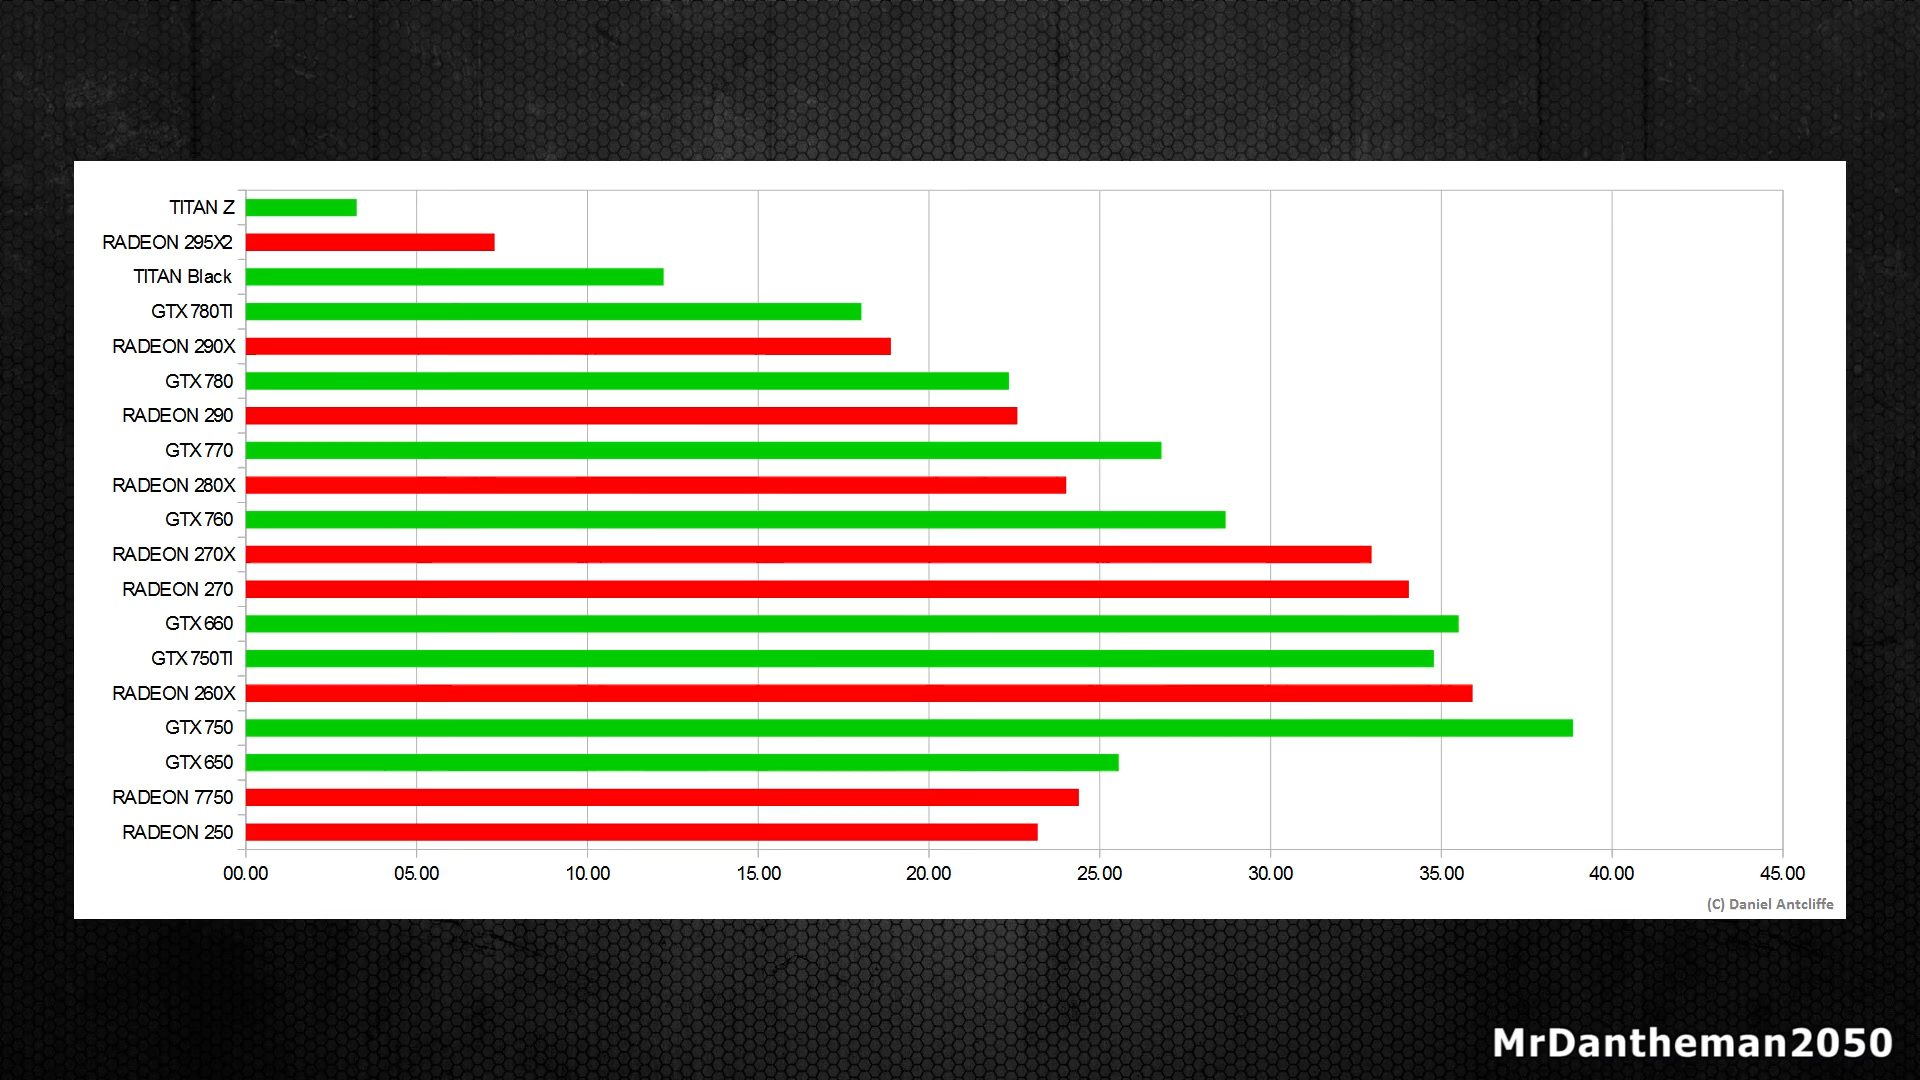 TITAN Z
RADEON 295X2
TITAN Black
GTX 780TI
RADEON 290X
GTX 780
RADEON 290
GTX 770
RADEON 280X
GTX 760
RADEON 270X
RADEON 270
GTX 660
GTX 750TI
RADEON 260X
GTX 750
GTX 650
RADEON 7750
RADEON 250
00.00 05.00 10.00 15.00 20.00 25.00 30.00 35.00 40.00 45.00
(C) Daniel Antcliffe
MrDantheman2050